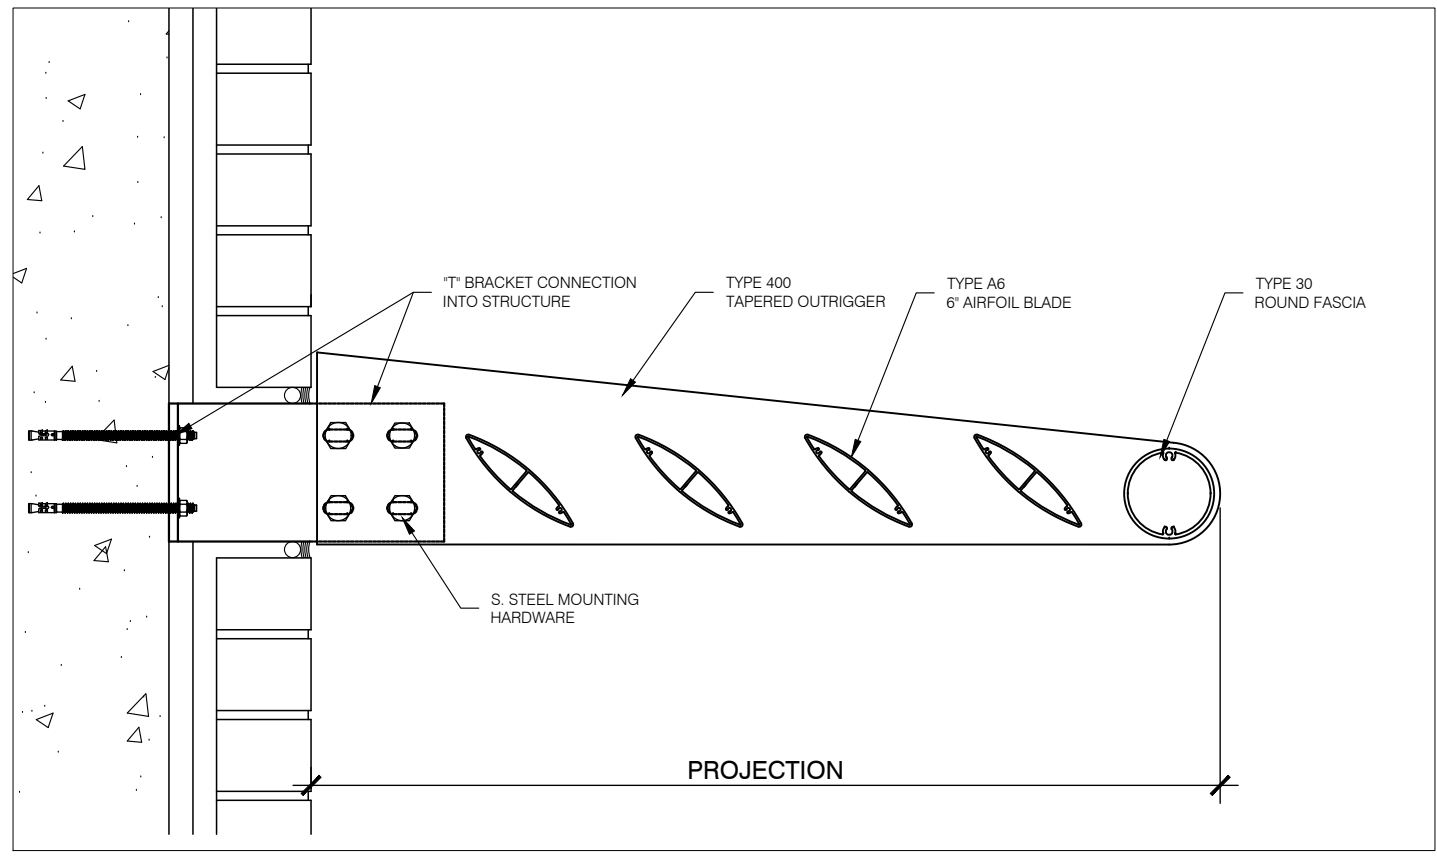 "T" BRACKET CONNECTION
INTO STRUCTURE
TYPE 400
TAPERED OUTRIGGER
TYPE A6
6" AIRFOIL BLADE
TYPE 30
ROUND FASCIA
S. STEEL MOUNTING
HARDWARE
PROJECTION